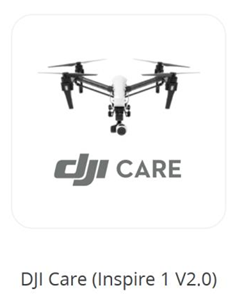 dji CARE
DJI Care (Inspire 1 V2.0)